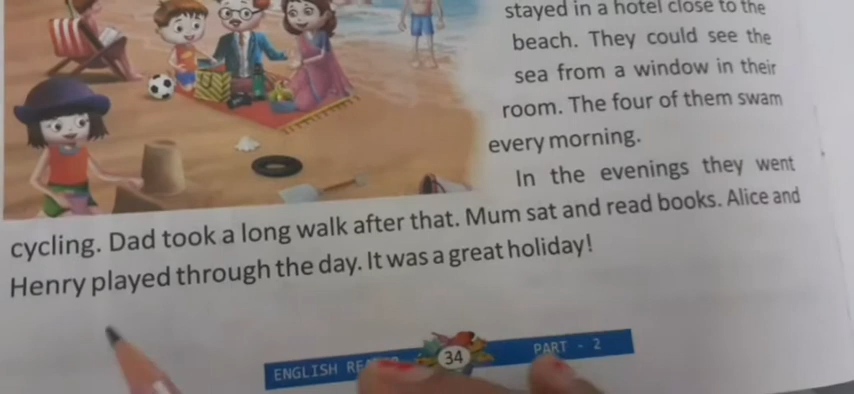 stayed in a hotel close to the
beach. They could see the
sea from a window in their
room. The four of them swam
every morning.
In the evenings they went
cycling. Dad took a long walk after that. Mum sat and read books. Alice and
Henry played through the day. It was a great holiday!
ENGLISH 34 PART - 2